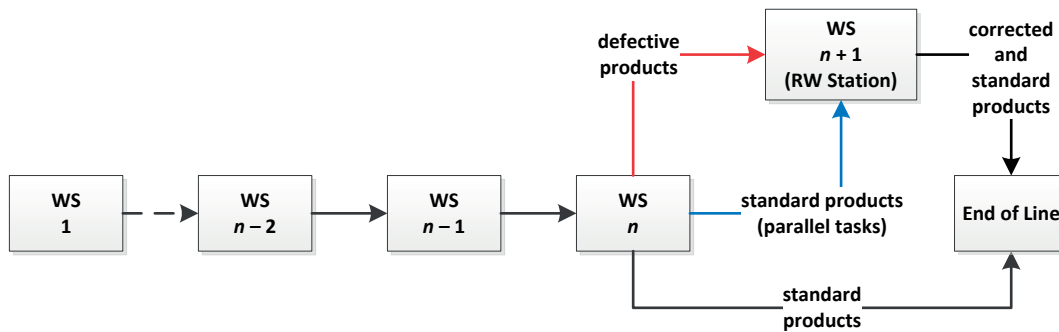 WS
1
WS
n – 2
WS
n – 1
WS
n
defective
products
standard products
(parallel tasks)
WS
n + 1
(RW Station)
corrected
and
standard
products
End of Line
standard
products